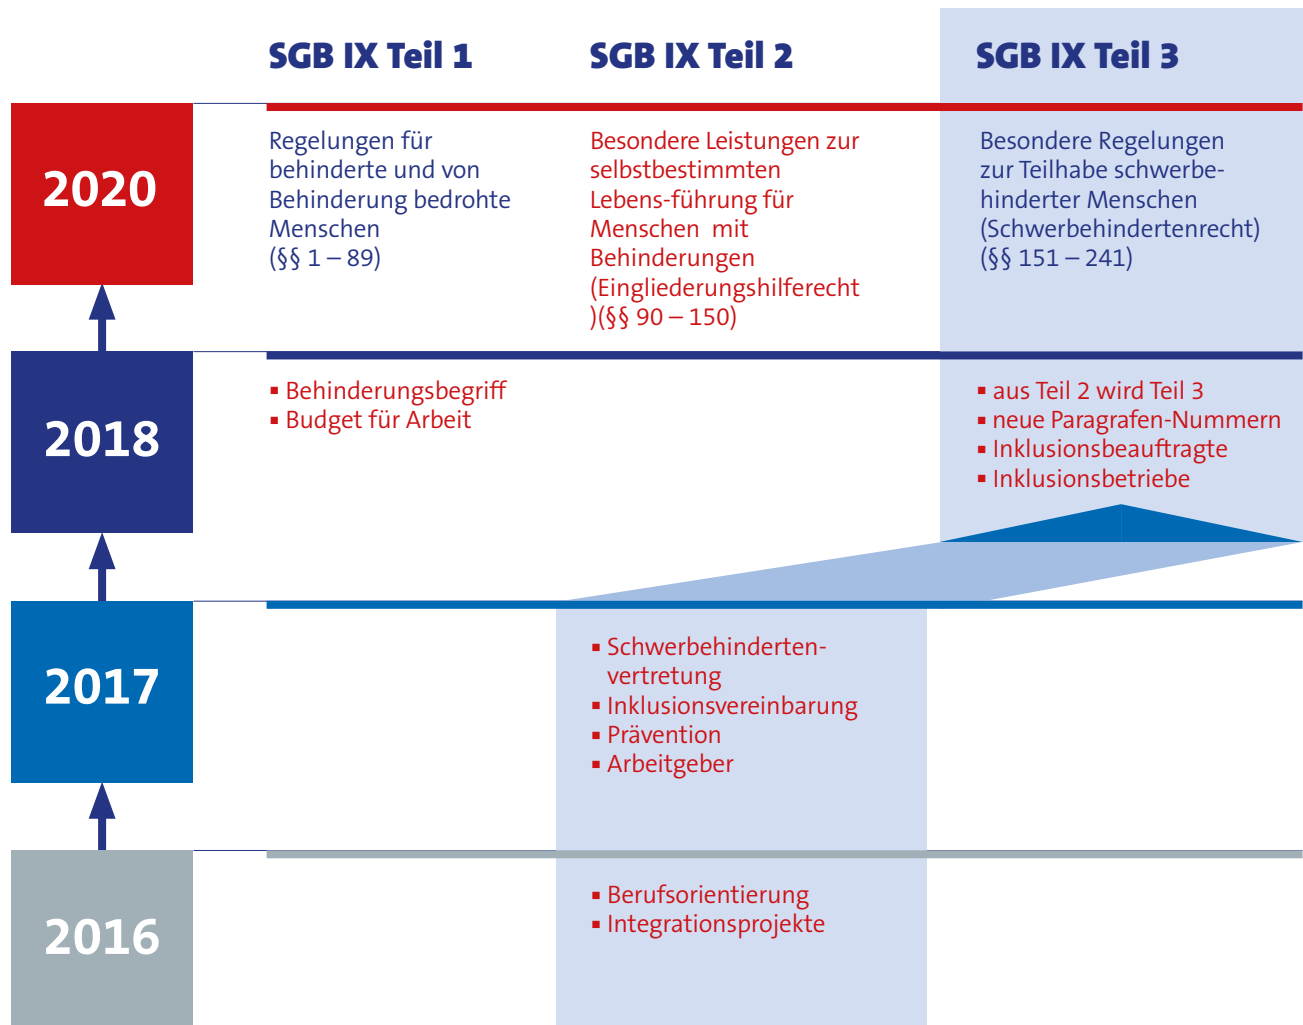 SGB IX Teil 1
SGB IX Teil 2
SGB IX Teil 3
2020
Regelungen für
behinderte und von
Behinderung bedrohte
Menschen
(§§ 1 – 89)
Besondere Leistungen zur
selbstbestimmten
Lebens-führung für
Menschen  mit
Behinderungen
(Eingliederungshilferecht
)(§§ 90 – 150)
Besondere Regelungen
zur Teilhabe schwerbe-
hinderter Menschen
(Schwerbehindertenrecht)
(§§ 151 – 241)
2018
▪ Behinderungsbegriff
▪ Budget für Arbeit
▪ aus Teil 2 wird Teil 3
▪ neue Paragrafen-Nummern
▪ Inklusionsbeauftragte
▪ Inklusionsbetriebe
2017
▪ Schwerbehinderten-
vertretung
▪ Inklusionsvereinbarung
▪ Prävention
▪ Arbeitgeber
2016
▪ Berufsorientierung
▪ Integrationsprojekte